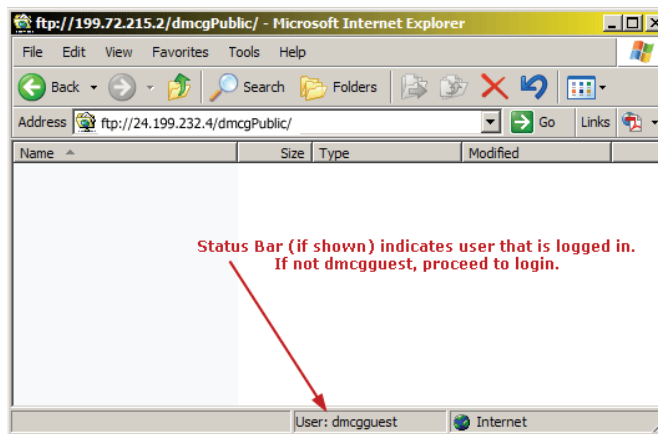 ftp://199.72.215.2/dmcgPublic/ - Microsoft Internet Explorer
File Edit View Favorites Tools Help
Back Search Folders
Address ftp://24.199.232.4/dmcgPublic/ Go Links
Name Size Type Modified
Status Bar (if shown) indicates user that is logged in.
If not dmcgguest, proceed to login.
User: dmcgguest Internet